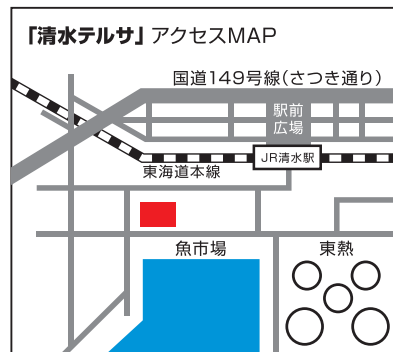 「清水テルサ」アクセスMAP
国道149号線(さつき通り)
駅前
広場
JR清水駅
東海道本線
魚市場
東熱